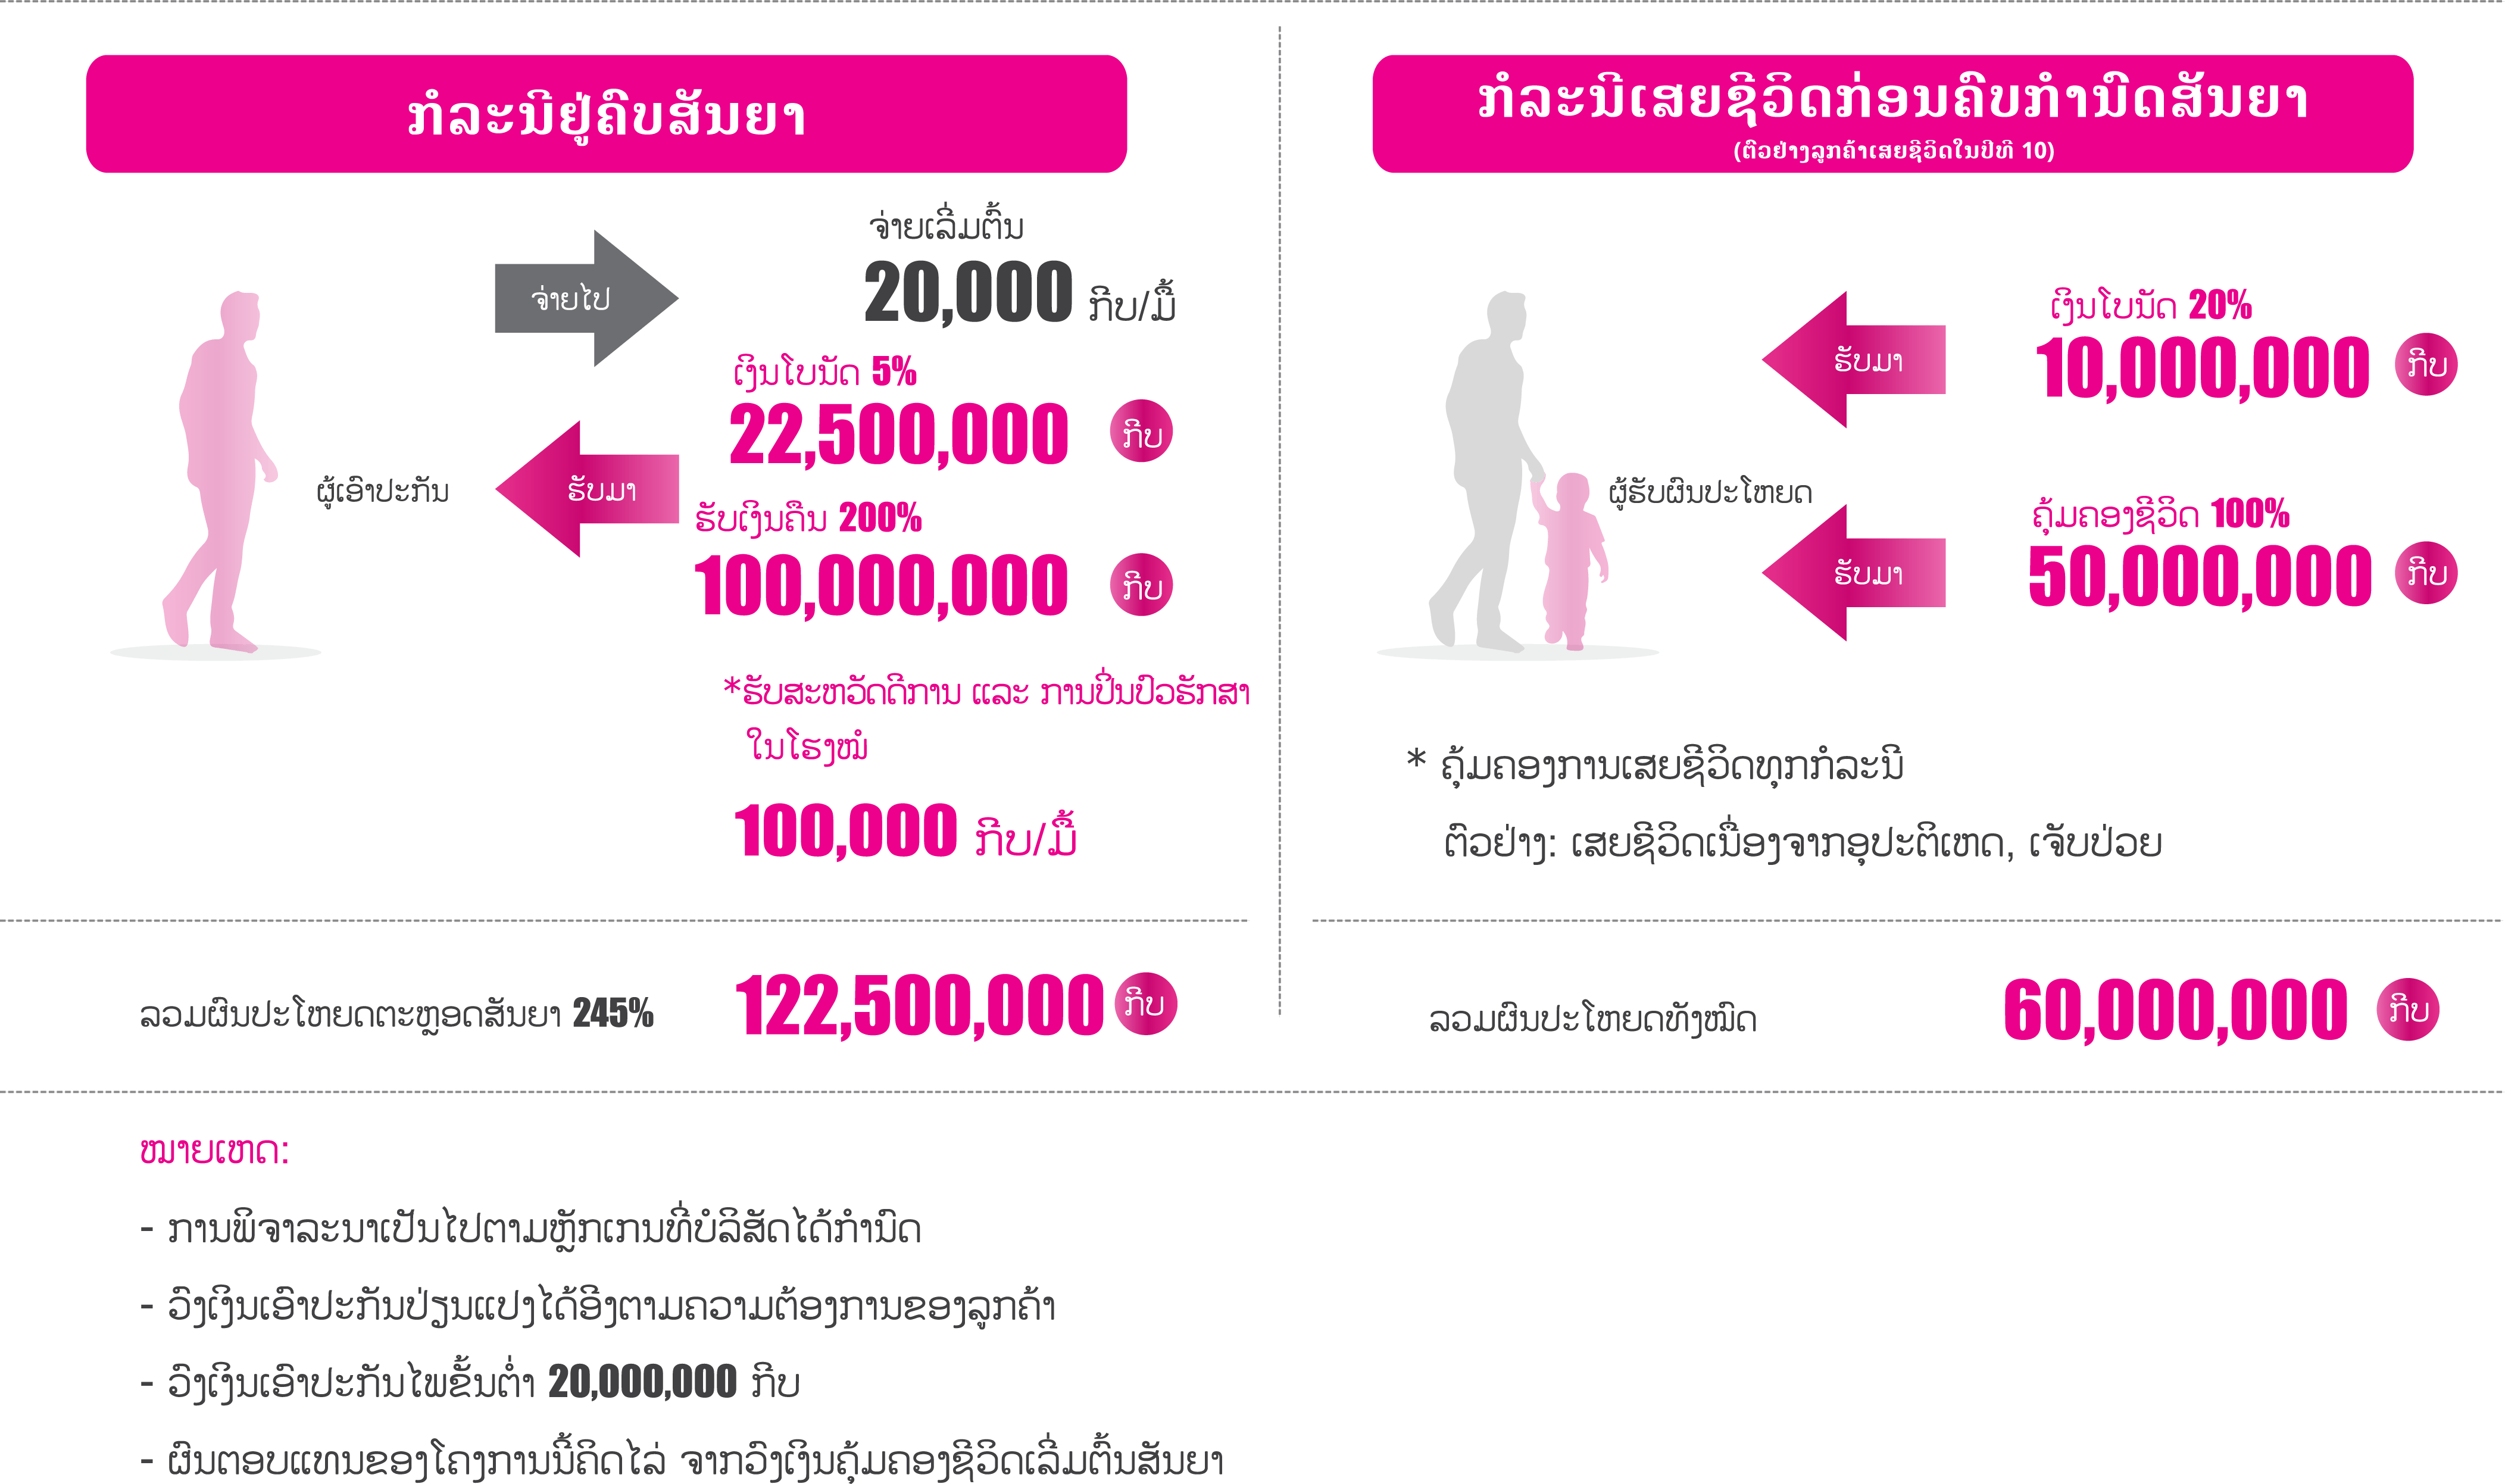 ກໍລະນີຢູ່ຄົບສັນຍາ
ຈ່າຍໄປ
ຈ່າຍເລີ່ມຕົ້ນ
20,000 ກີບ/ມື້
ຜູ້ເອົາປະກັນ
ຮັບມາ
ເງິນໂບນັດ 5%
22,500,000 ກີບ
ຮັບເງິນຄືນ 200%
100,000,000 ກີບ
*ຮັບສະຫວັດດີການ ແລະ ການປິ່ນປົວຮັກສາ
ໃນໂຮງໝໍ
100,000 ກີບ/ມື້
ລວມຜົນປະໂຫຍດຕະຫຼອດສັນຍາ 245%
122,500,000 ກີບ
ກໍລະນີເສຍຊີວິດກ່ອນຄົບກຳນົດສັນຍາ
(ຕົວຢ່າງລູກຄ້າເສຍຊີວິດໃນປີທີ 10)
ຮັບມາ
ເງິນໂບນັດ 20%
10,000,000 ກີບ
ຜູ້ຮັບຜົນປະໂຫຍດ
ຮັບມາ
ຄຸ້ມຄອງຊີວິດ 100%
50,000,000 ກີບ
* ຄຸ້ມຄອງການເສຍຊີວິດທຸກກໍລະນີ
ຕົວຢ່າງ: ເສຍຊີວິດເນື່ອງຈາກອຸປະຕິເຫດ, ເຈັບປ່ວຍ
ລວມຜົນປະໂຫຍດທັງໝົດ
60,000,000 ກີບ
ໝາຍເຫດ:
- ການພິຈາລະນາເປັນໄປຕາມຫຼັກເກນທີ່ບໍລິສັດໄດ້ກຳນົດ
- ວົງເງິນເອົາປະກັນປ່ຽນແປງໄດ້ອີງຕາມຄວາມຕ້ອງການຂອງລູກຄ້າ
- ວົງເງິນເອົາປະກັນໄພຂັ້ນຕ່ຳ 20,000,000 ກີບ
- ຜົນຕອບແທນຂອງໂຄງການນີ້ຄິດໄລ່ ຈາກວົງເງິນຄຸ້ມຄອງຊີວິດເລີ່ມຕົ້ນສັນຍາ